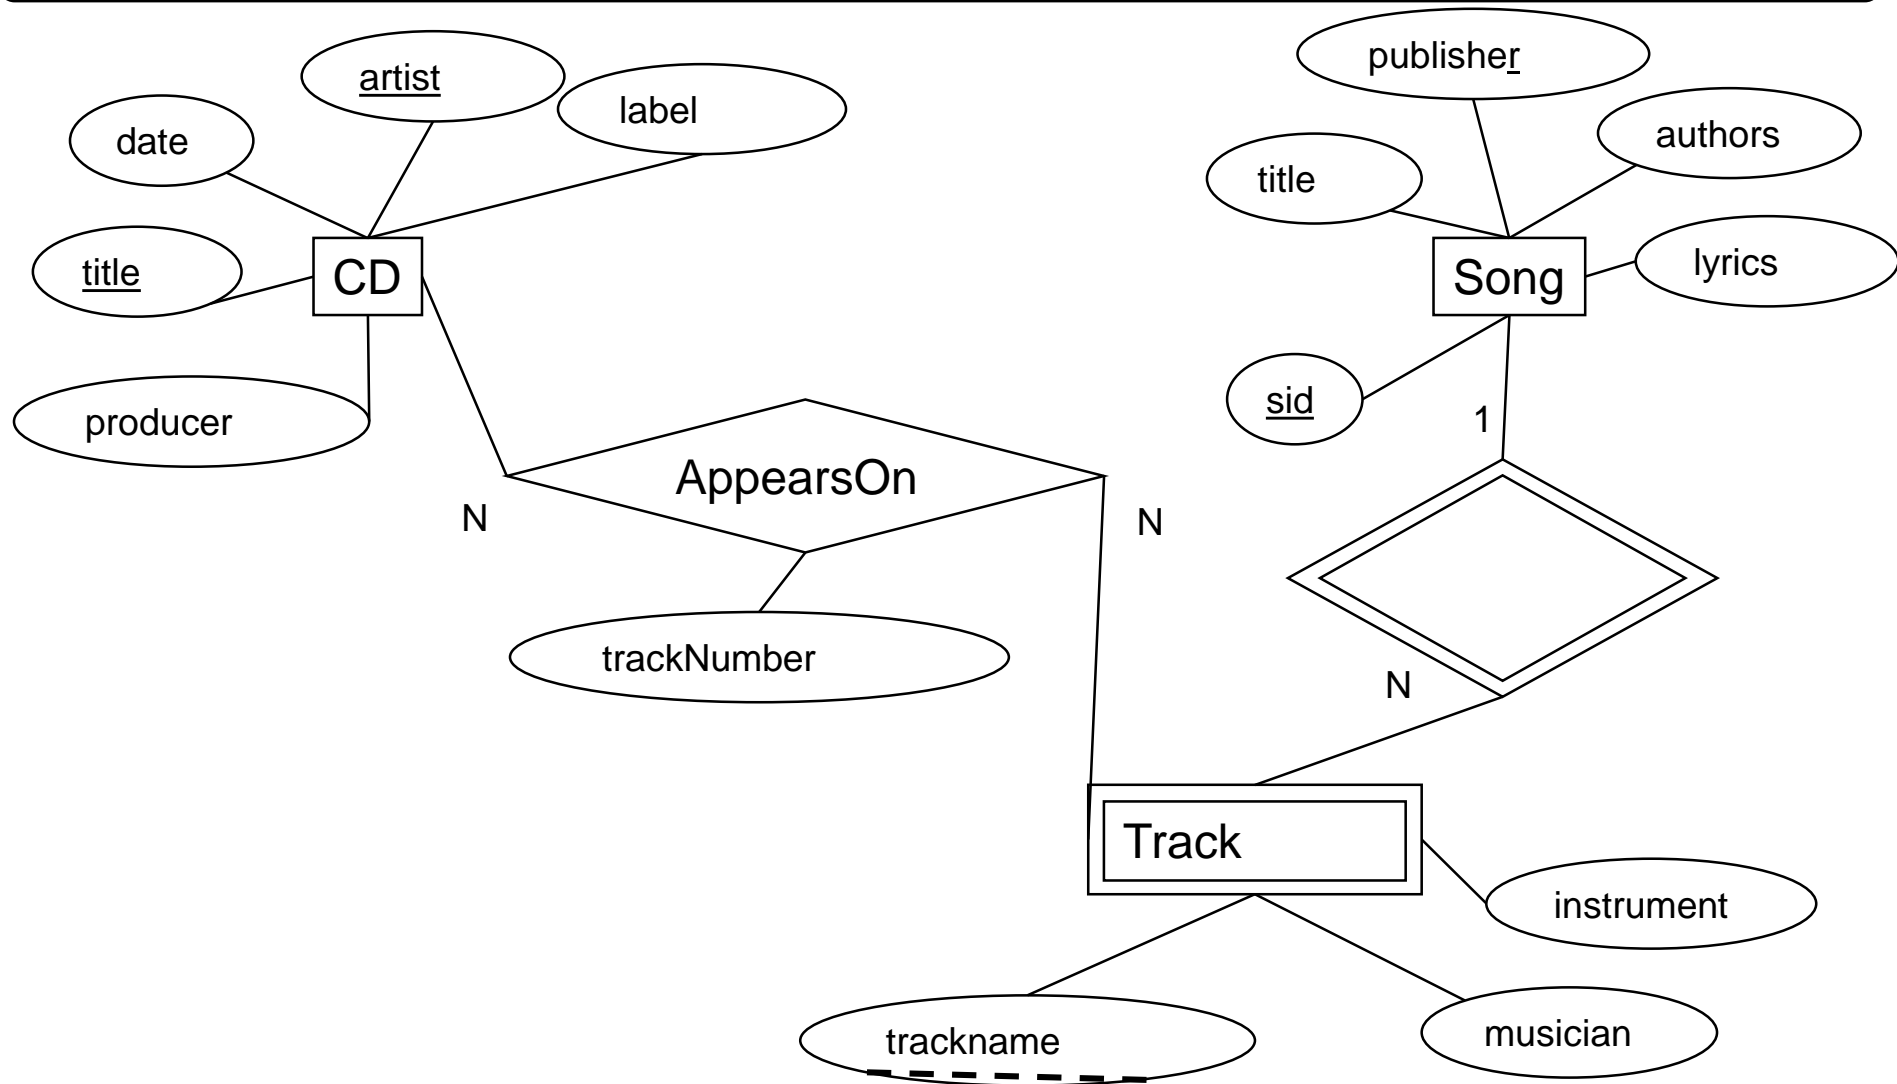 publisher
artist
label
authors
date
title
lyrics
title
CD
Song
sid
producer
1
AppearsOn
N
N
trackNumber
N
Track
instrument
musician
trackname